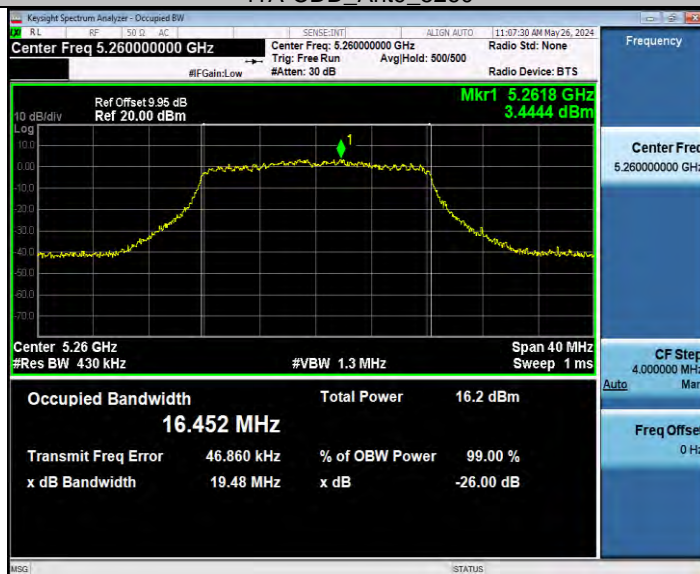 Keysight Spectrum Analyzer - Occupied BW
RL RF 50 Ω AC SENSE:INT ALIGN AUTO 11:07:30 AM May 26, 2024
Center Freq 5.260000000 GHz
Center Freq: 5.260000000 GHz
Radio Std: None
Trig: Free Run Avg|Hold: 500/500
#IFGain:Low #Atten: 30 dB Radio Device: BTS
Frequency
Ref Offset 9.95 dB
Mkr1 5.2618 GHz
10 dB/div Ref 20.00 dBm 3.4444 dBm
Log
10.0
0.00
-10.0
-20.0
-30.0
-40.0
-50.0
-60.0
-70.0
1
Center Freq
5.260000000 GHz
Center 5.26 GHz Span 40 MHz
#Res BW 430 kHz #VBW 1.3 MHz Sweep 1 ms
CF Step
4.000000 MHz
Auto Man
Occupied Bandwidth Total Power 16.2 dBm
16.452 MHz
Transmit Freq Error 46.860 kHz % of OBW Power 99.00 %
x dB Bandwidth 19.48 MHz x dB -26.00 dB
Freq Offset
0 Hz
MSG STATUS